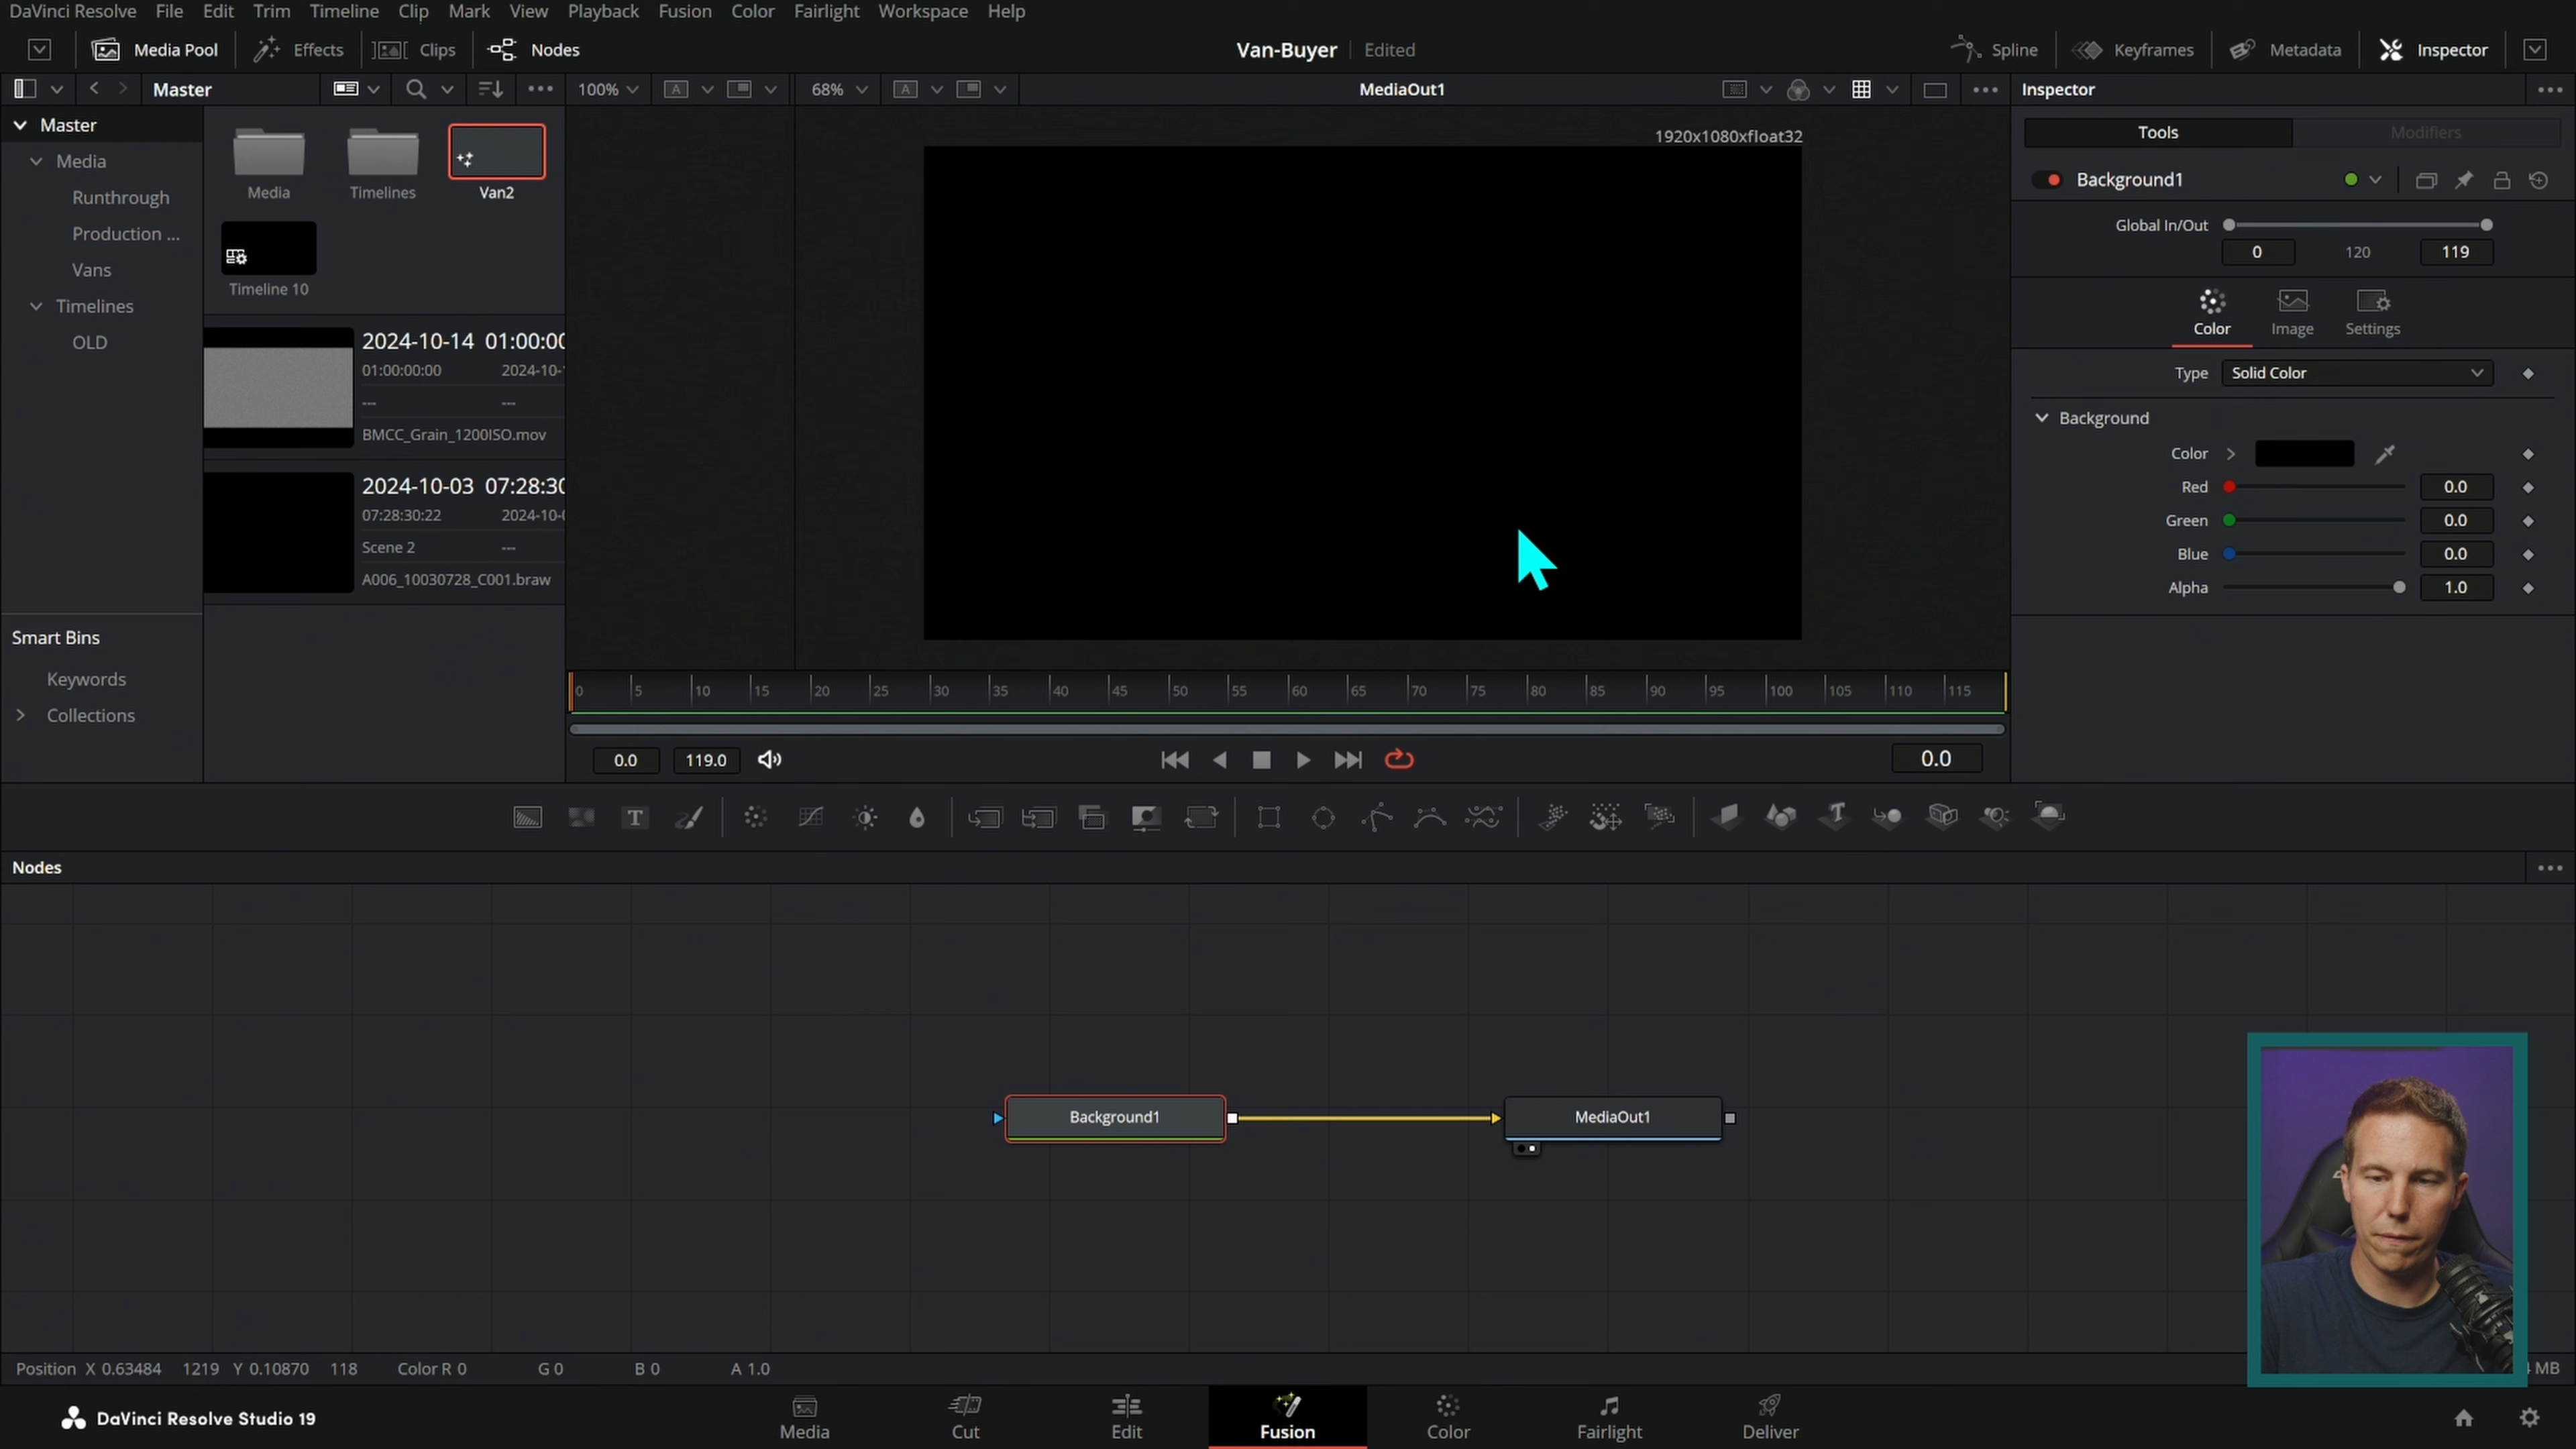 DaVinci Resolve File Edit Trim Timeline Clip Mark View Playback Fusion Color Fairlight Workspace Help
Media Pool Effects Clips Nodes Van-Buyer Edited Spline Keyframes Metadata Inspector
Master 100% 68% MediaOut1 Inspector
Master
Media
Runthrough
Production ...
Vans
Timelines
OLD
Smart Bins
Keywords
Collections
Media Timelines Van2
Timeline 10
2024-10-14 01:00:00
01:00:00:00 2024-10-
--- ---
BMCC_Grain_1200ISO.mov
2024-10-03 07:28:30
07:28:30:22 2024-10-
Scene 2 ---
A006_10030728_C001.braw
1920x1080xfloat32
0 5 10 15 20 25 30 35 40 45 50 55 60 65 70 75 80 85 90 95 100 105 110 115
0.0 119.0 0.0
Tools Modifiers
Background1
Global In/Out
0 120 119
Color Image Settings
Type Solid Color
Background
Color
Red 0.0
Green 0.0
Blue 0.0
Alpha 1.0
T T
Nodes
Background1 MediaOut1
Position X 0.63484 1219 Y 0.10870 118 Color R 0 G 0 B 0 A 1.0 MB
DaVinci Resolve Studio 19 Media Cut Edit Fusion Color Fairlight Deliver